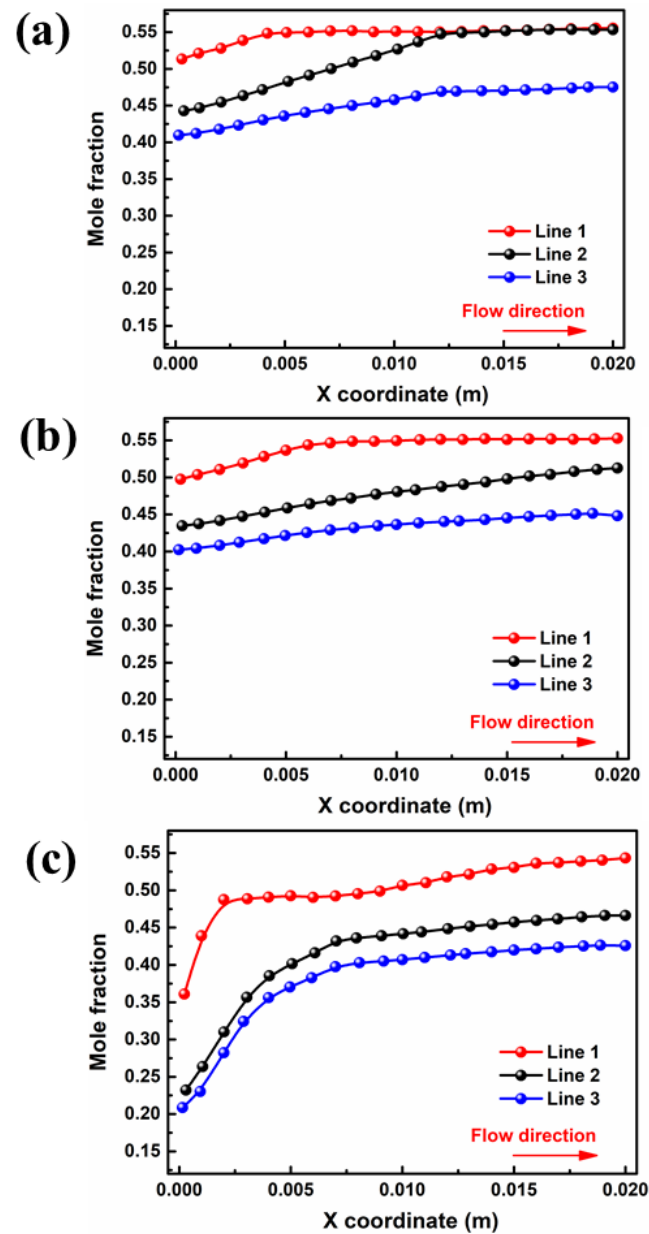 (a)
Mole fraction
0.55
0.50
0.45
0.40
0.35
0.30
0.25
0.20
0.15
Line 1
Line 2
Line 3
Flow direction
0.000 0.005 0.010 0.015 0.020
X coordinate (m)
(b)
Mole fraction
0.55
0.50
0.45
0.40
0.35
0.30
0.25
0.20
0.15
Line 1
Line 2
Line 3
Flow direction
0.000 0.005 0.010 0.015 0.020
X coordinate (m)
(c)
Mole fraction
0.55
0.50
0.45
0.40
0.35
0.30
0.25
0.20
0.15
Line 1
Line 2
Line 3
Flow direction
0.000 0.005 0.010 0.015 0.020
X coordinate (m)